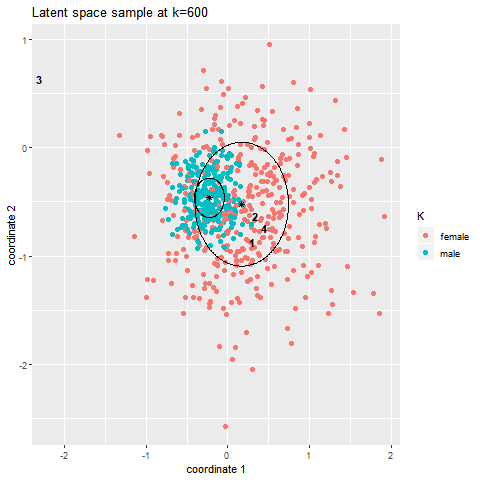 Latent space sample at k=600
1
3
0
2
4
1
-1
-2
-2
-1
0
1
2
coordinate 1
coordinate 2
K
female
male